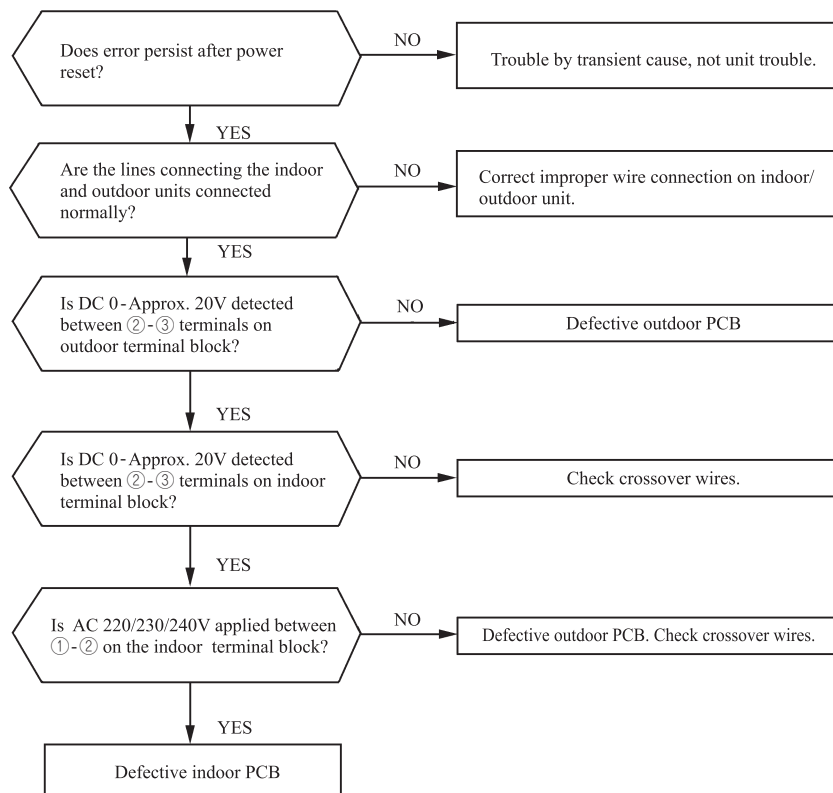 Does error persist after power
reset?
NO
Trouble by transient cause, not unit trouble.
YES
Are the lines connecting the indoor
and outdoor units connected
normally?
NO
Correct improper wire connection on indoor/
outdoor unit.
YES
Is DC 0-Approx. 20V detected
between ②-③ terminals on
outdoor terminal block?
NO
Defective outdoor PCB
YES
Is DC 0-Approx. 20V detected
between ②-③ terminals on indoor
terminal block?
NO
Check crossover wires.
YES
Is AC 220/230/240V applied between
①-② on the indoor terminal block?
NO
Defective outdoor PCB. Check crossover wires.
YES
Defective indoor PCB